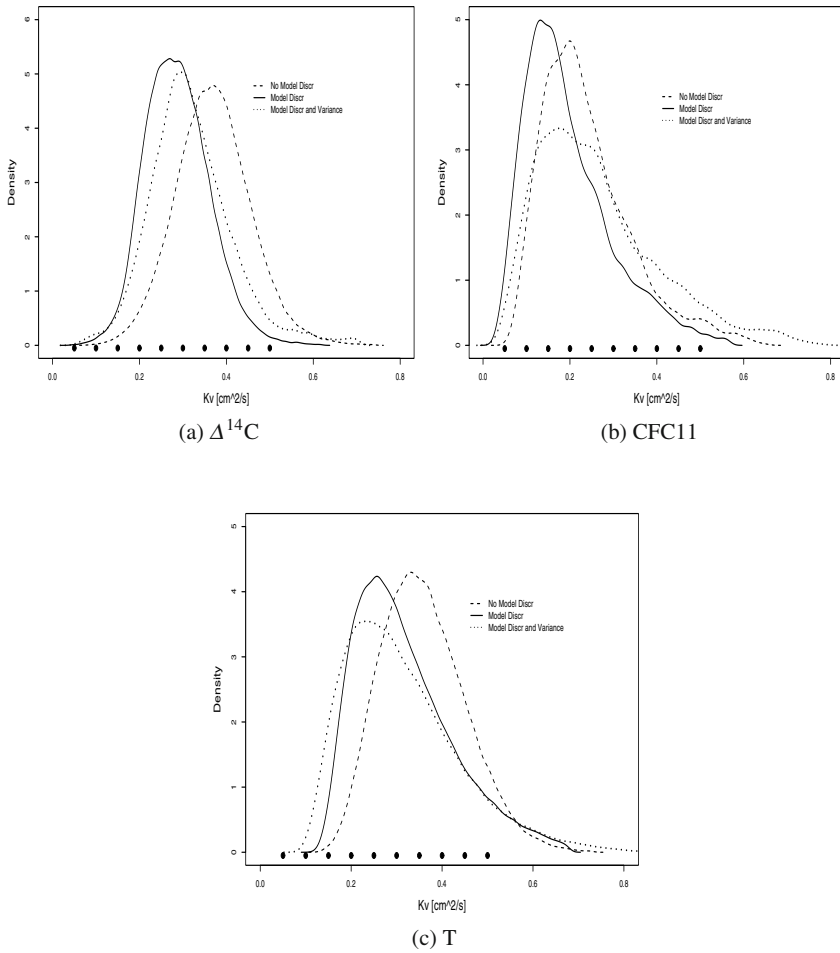 6
5
4
3
2
1
0
Density
No Model Discr
Model Discr
Model Discr and Variance
0.0 0.2 0.4 0.6 0.8
Kv [cm^2/s]
(a) Δ¹⁴C
5
4
3
2
1
0
Density
No Model Discr
Model Discr
Model Discr and Variance
0.0 0.2 0.4 0.6 0.8
Kv [cm^2/s]
(b) CFC11
5
4
3
2
1
0
Density
No Model Discr
Model Discr
Model Discr and Variance
0.0 0.2 0.4 0.6 0.8
Kv [cm^2/s]
(c) T